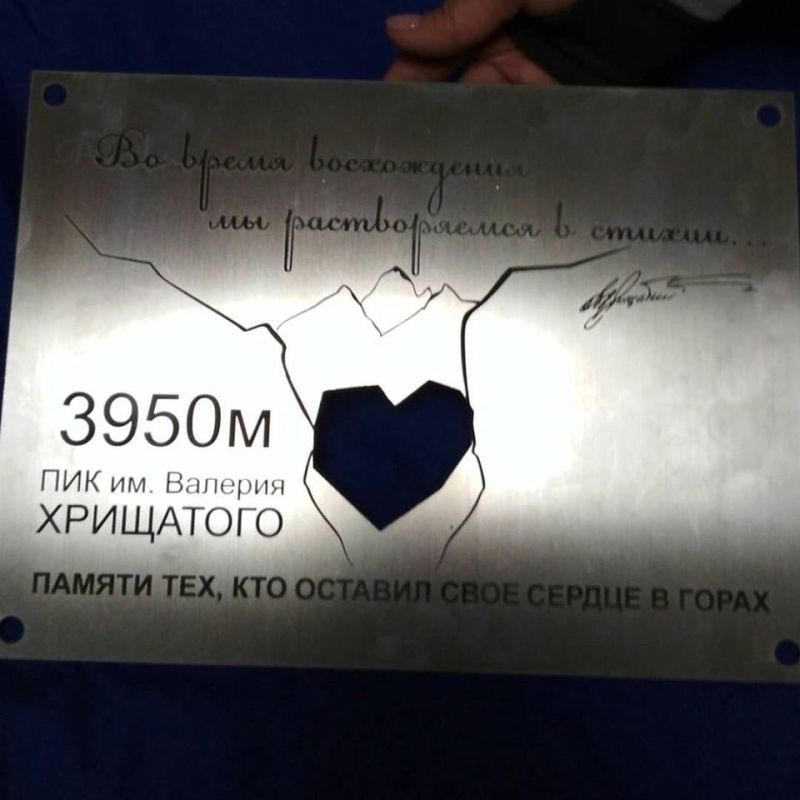 Во время восхождения
мы растворяемся в стихии...
3950м
ПИК им. Валерия
ХРИЩАТОГО
ПАМЯТИ ТЕХ, КТО ОСТАВИЛ СВОЕ СЕРДЦЕ В ГОРАХ